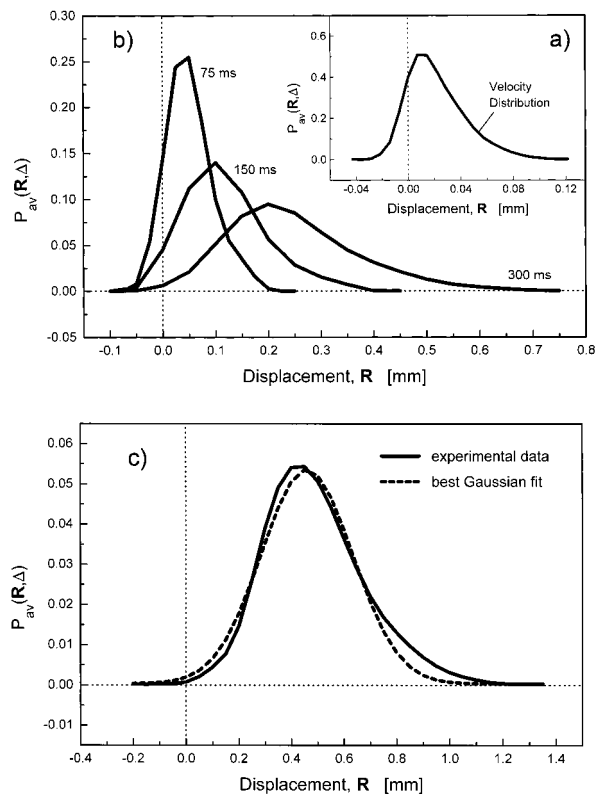 b)
a)
75 ms
150 ms
300 ms
0.30
0.25
0.20
0.15
0.10
0.05
0.00
-0.05
P_av(R,Δ)
-0.1 0.0 0.1 0.2 0.3 0.4 0.5 0.6 0.7 0.8
Displacement, R [mm]
0.6
0.4
0.2
0.0
P_av(R,Δ)
Velocity
Distribution
-0.04 0.00 0.04 0.08 0.12
Displacement, R [mm]
c)
experimental data
best Gaussian fit
0.06
0.05
0.04
0.03
0.02
0.01
0.00
-0.01
P_av(R,Δ)
-0.4 -0.2 0.0 0.2 0.4 0.6 0.8 1.0 1.2 1.4
Displacement, R [mm]